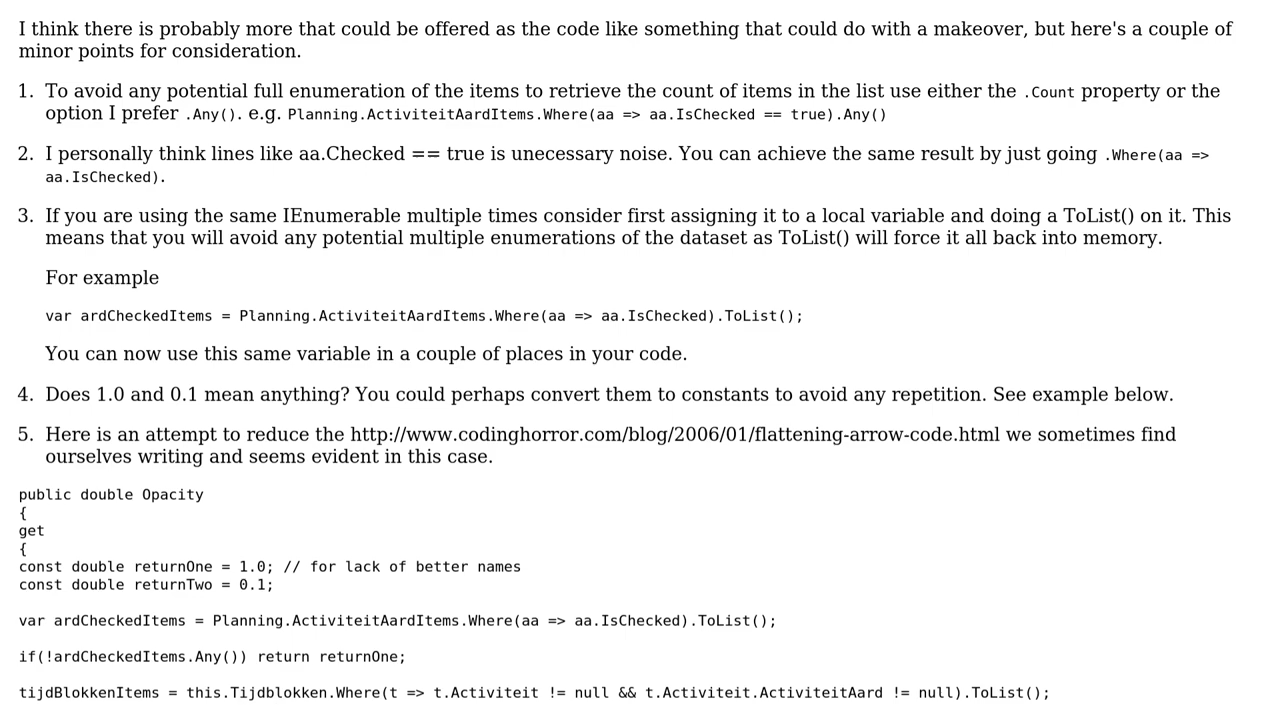 I think there is probably more that could be offered as the code like something that could do with a makeover, but here's a couple of
minor points for consideration.
1. To avoid any potential full enumeration of the items to retrieve the count of items in the list use either the .Count property or the
option I prefer .Any(). e.g. Planning.ActiviteitAardItems.Where(aa => aa.IsChecked == true).Any()
2. I personally think lines like aa.Checked == true is unecessary noise. You can achieve the same result by just going .Where(aa =>
aa.IsChecked).
3. If you are using the same IEnumerable multiple times consider first assigning it to a local variable and doing a ToList() on it. This
means that you will avoid any potential multiple enumerations of the dataset as ToList() will force it all back into memory.
For example
var ardCheckedItems = Planning.ActiviteitAardItems.Where(aa => aa.IsChecked).ToList();
You can now use this same variable in a couple of places in your code.
4. Does 1.0 and 0.1 mean anything? You could perhaps convert them to constants to avoid any repetition. See example below.
5. Here is an attempt to reduce the http://www.codinghorror.com/blog/2006/01/flattening-arrow-code.html we sometimes find
ourselves writing and seems evident in this case.
public double Opacity
{
get
{
const double returnOne = 1.0; // for lack of better names
const double returnTwo = 0.1;
var ardCheckedItems = Planning.ActiviteitAardItems.Where(aa => aa.IsChecked).ToList();
if(!ardCheckedItems.Any()) return returnOne;
tijdBlokkenItems = this.Tijdblokken.Where(t => t.Activiteit != null && t.Activiteit.ActiviteitAard != null).ToList();